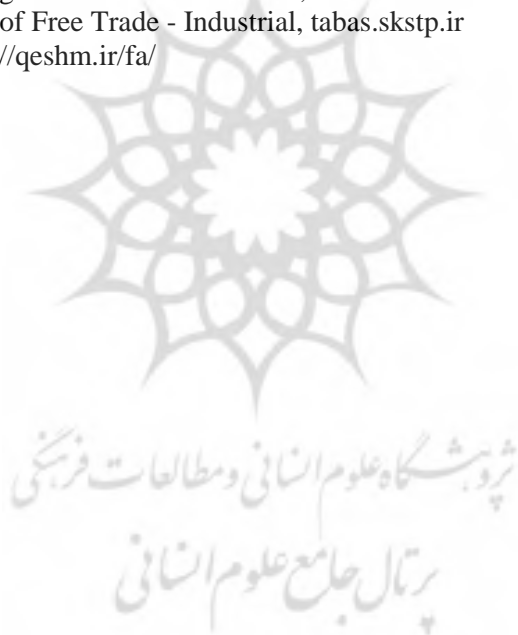 of Free Trade - Industrial, tabas.skstp.ir
//qeshm.ir/fa/
پژوهشگاه علوم انسانی و مطالعات فرهنگی
پرتال جامع علوم انسانی